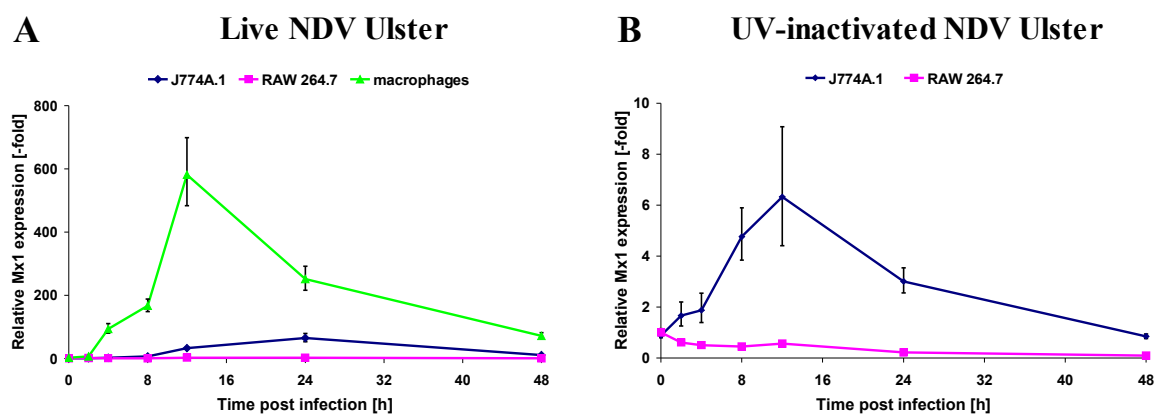 A Live NDV Ulster
J774A.1 RAW 264.7 macrophages
Relative Mx1 expression [-fold]
800
600
400
200
0
0 8 16 24 32 40 48
Time post infection [h]
B UV-inactivated NDV Ulster
J774A.1 RAW 264.7
Relative Mx1 expression [-fold]
10
8
6
4
2
0
0 8 16 24 32 40 48
Time post infection [h]